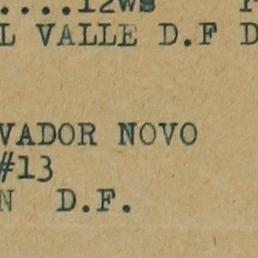 ....12ws
L VALLE D.F D
VADOR NOVO
#13
N D.F.